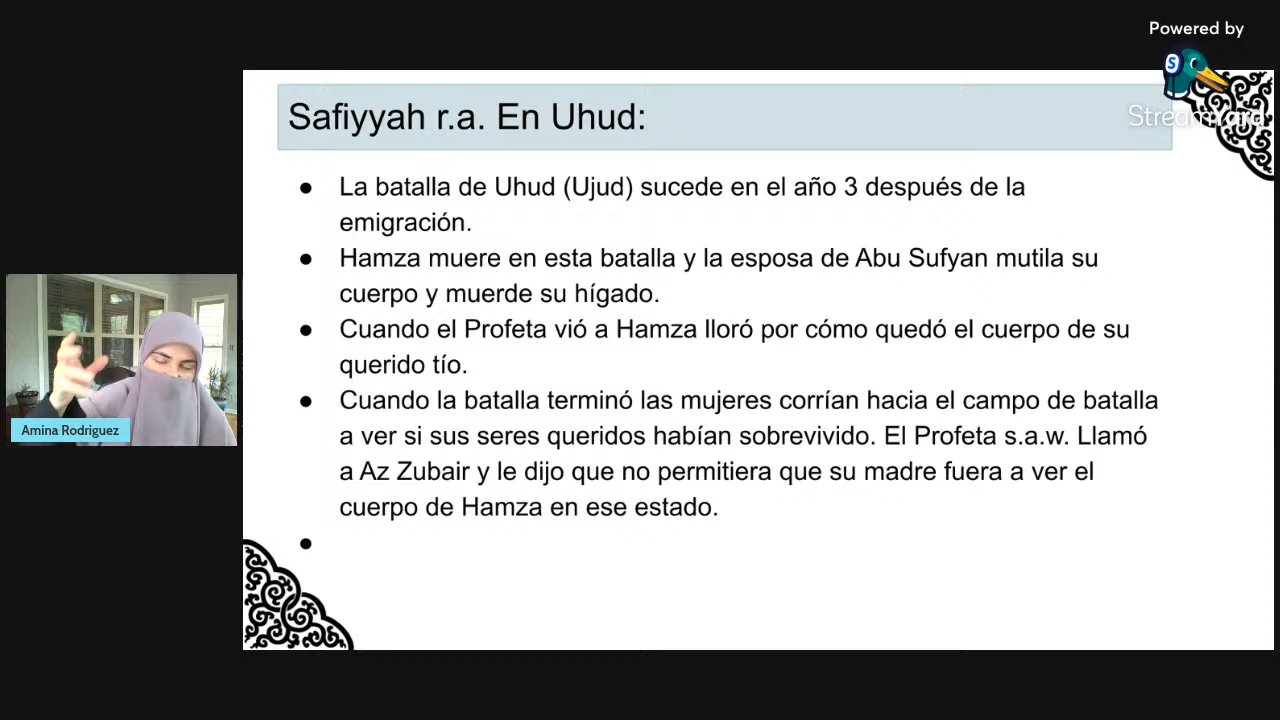 Powered by
StreamYard
Safiyyah r.a. En Uhud:
● La batalla de Uhud (Ujud) sucede en el año 3 después de la
emigración.
● Hamza muere en esta batalla y la esposa de Abu Sufyan mutila su
cuerpo y muerde su hígado.
● Cuando el Profeta vió a Hamza lloró por cómo quedó el cuerpo de su
querido tío.
● Cuando la batalla terminó las mujeres corrían hacia el campo de batalla
a ver si sus seres queridos habían sobrevivido. El Profeta s.a.w. Llamó
a Az Zubair y le dijo que no permitiera que su madre fuera a ver el
cuerpo de Hamza en ese estado.
●
Amina Rodriguez